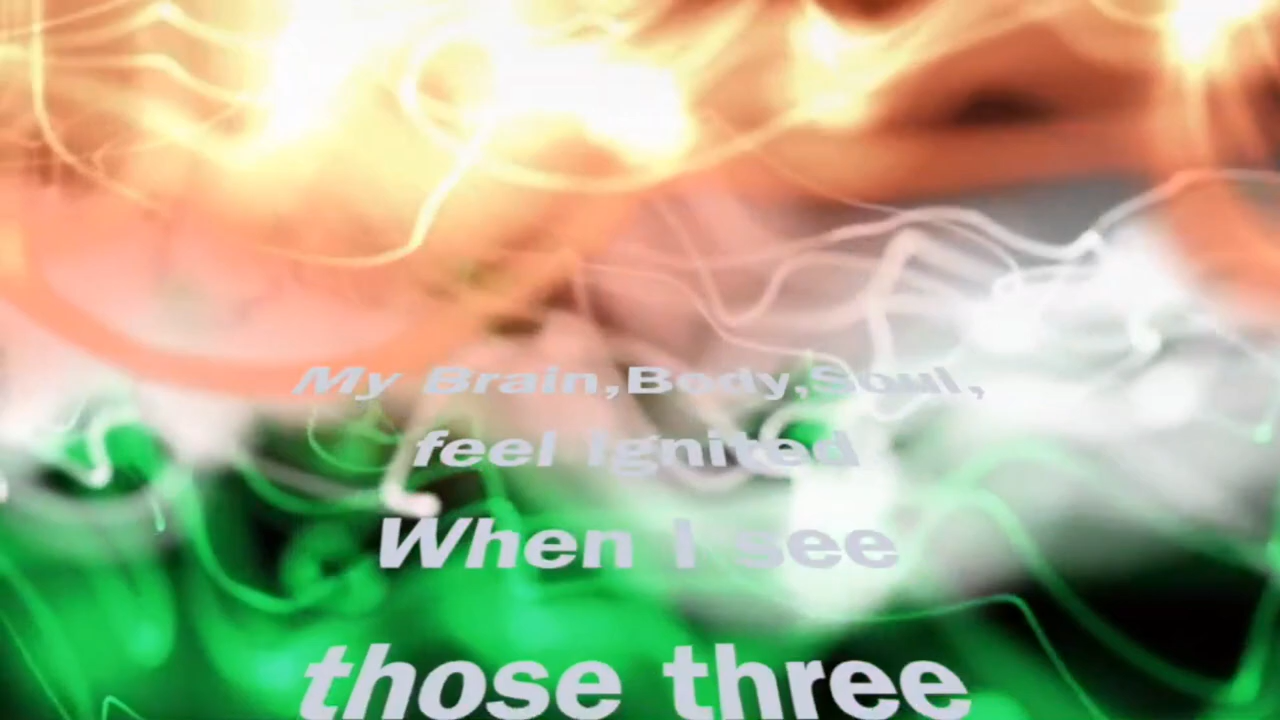 My Brain,Body,Soul,
feel Ignited
When I see
those three